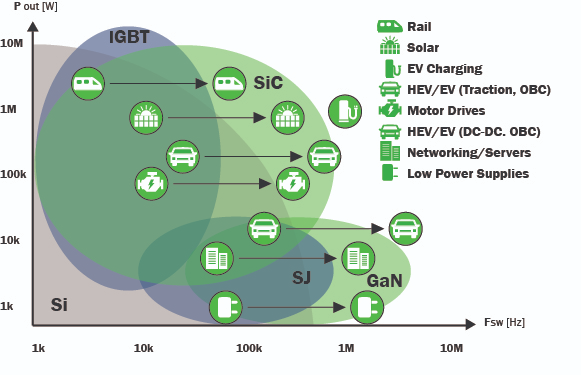 P out [W]
10M
1M
100k
10k
1k
IGBT
SiC
Si
SJ
GaN
Rail
Solar
EV Charging
HEV/EV (Traction, OBC)
Motor Drives
HEV/EV (DC-DC. OBC)
Networking/Servers
Low Power Supplies
Fsw [Hz]
1k 10k 100k 1M 10M